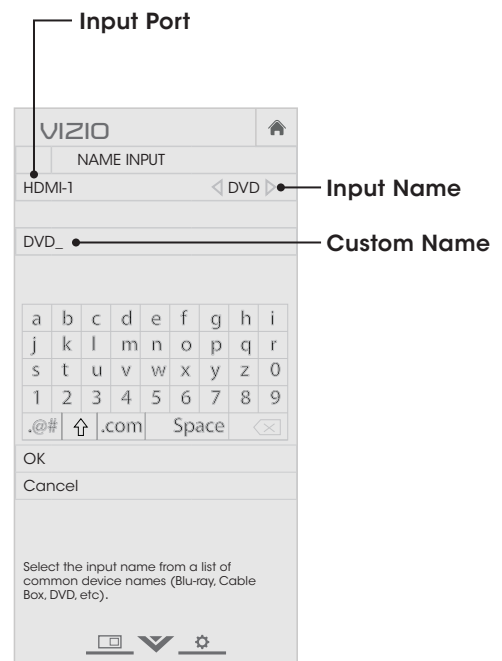 Input Port
VIZIO
NAME INPUT
HDMI-1 DVD
Input Name
DVD_
Custom Name
a b c d e f g h i
j k l m n o p q r
s t u v w x y z 0
1 2 3 4 5 6 7 8 9
.@# .com Space
OK
Cancel
Select the input name from a list of
common device names (Blu-ray, Cable
Box, DVD, etc).